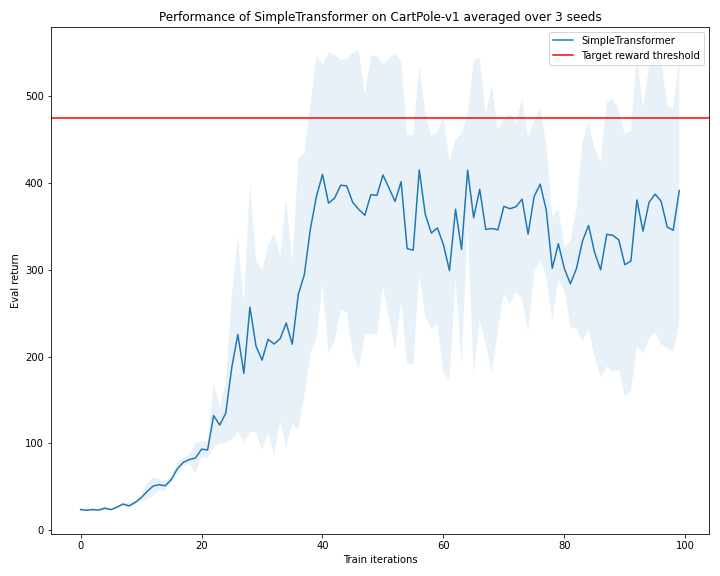 Performance of SimpleTransformer on CartPole-v1 averaged over 3 seeds
SimpleTransformer
Target reward threshold
Eval return
500
400
300
200
100
0
0 20 40 60 80 100
Train iterations